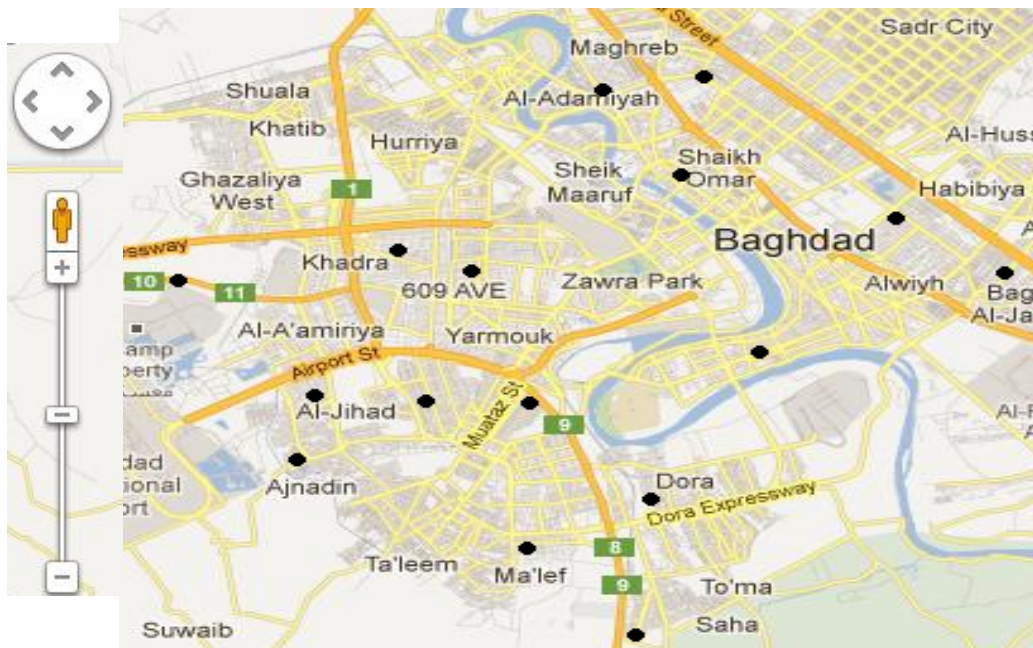 Street
Sadr City
Maghreb
Shuala
Al-Adamiyah
Khatib
Hurriya
Al-Huss
Sheik
Maaruf
Shaikh
Omar
Ghazaliya
West
1
Habibiya
Baghdad
ssway
Khadra
10
11
609 AVE
Zawra Park
Alwiyh
Bag
Al-Ja
Al-A'amiriya
Yarmouk
amp
perty
Airport St
Al-Jihad
Muataz St
9
dad
ional
ort
Ajnadin
Dora
Dora Expressway
8
Ta'leem
Ma'lef
9
To'ma
Suwaib
Saha